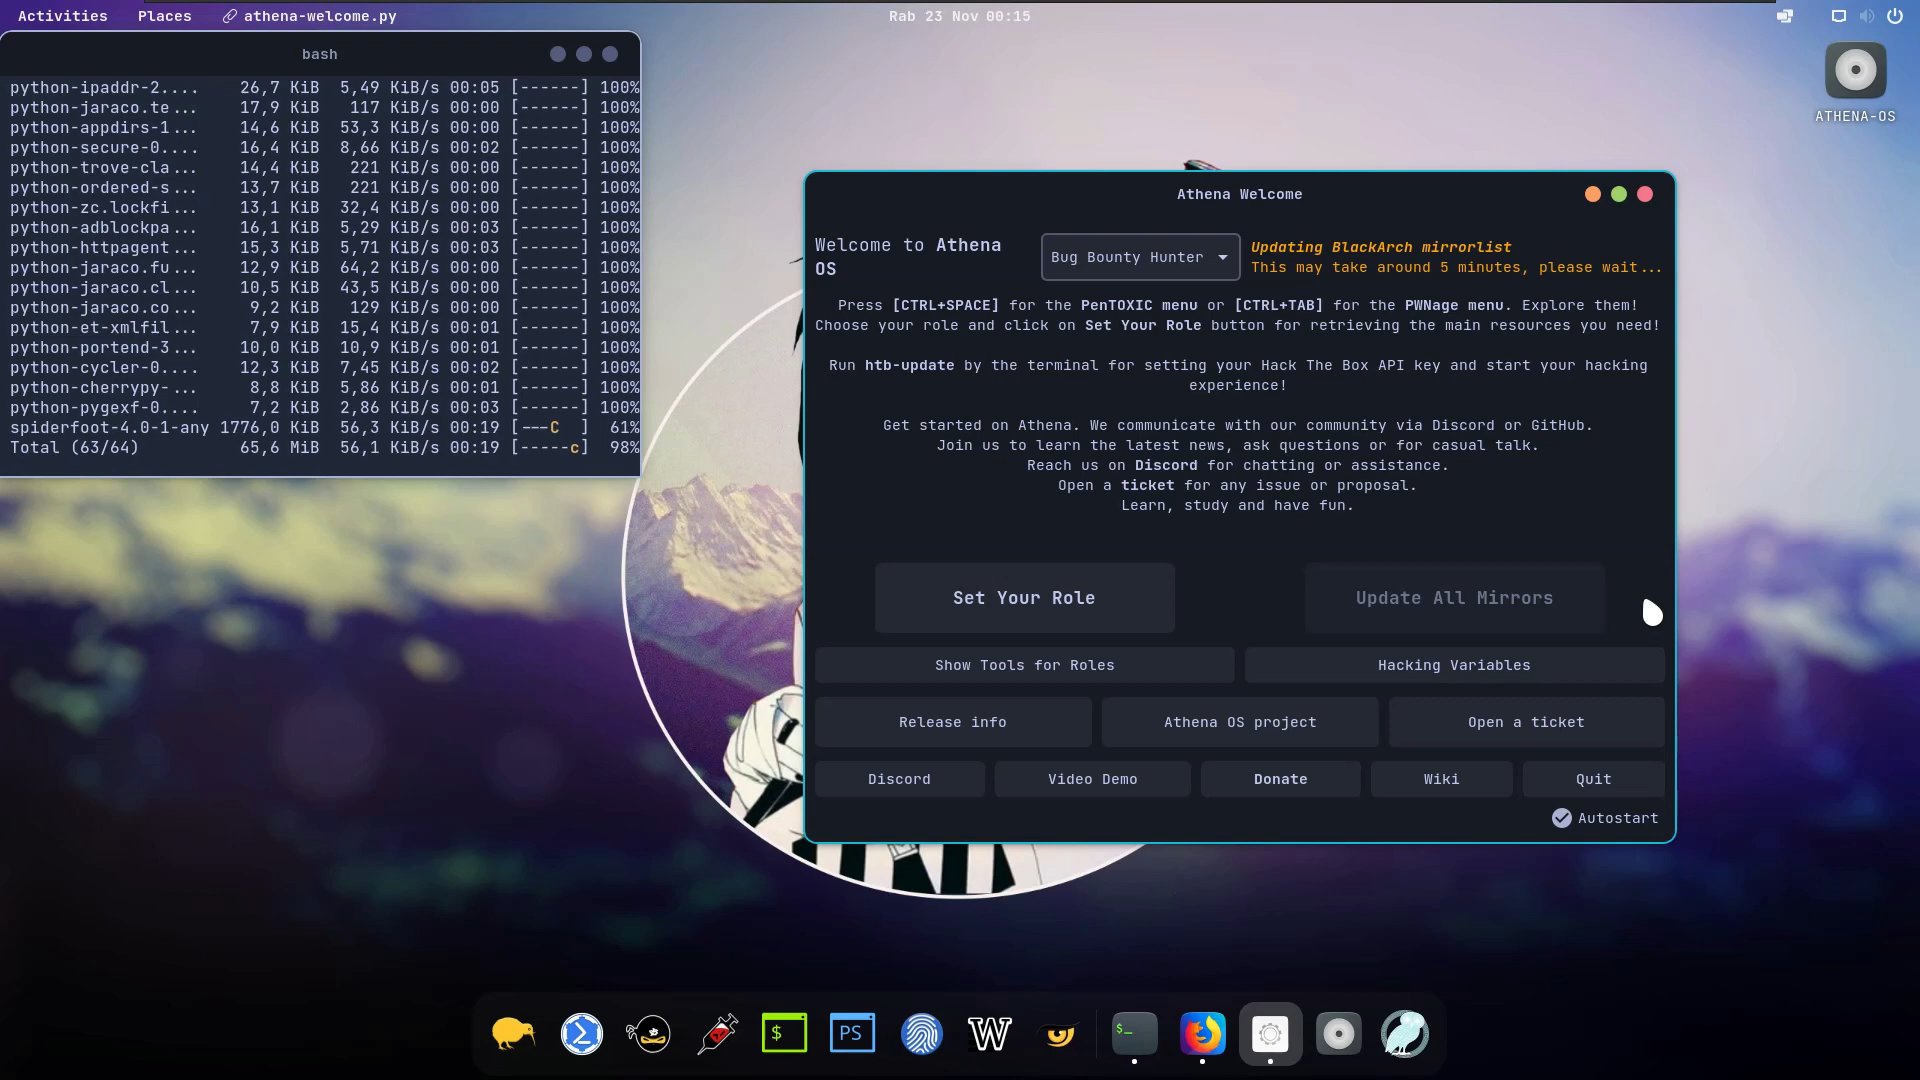 Activities Places athena-welcome.py Rab 23 Nov 00:15
bash
python-ipaddr-2.... 26,7 KiB 5,49 KiB/s 00:05 [------] 100%
python-jaraco.te... 17,9 KiB 117 KiB/s 00:00 [------] 100%
python-appdirs-1... 14,6 KiB 53,3 KiB/s 00:00 [------] 100%
python-secure-0.... 16,4 KiB 8,66 KiB/s 00:02 [------] 100%
python-trove-cla... 14,4 KiB 221 KiB/s 00:00 [------] 100%
python-ordered-s... 13,7 KiB 221 KiB/s 00:00 [------] 100%
python-zc.lockfi... 13,1 KiB 32,4 KiB/s 00:00 [------] 100%
python-adblockpa... 16,1 KiB 5,29 KiB/s 00:03 [------] 100%
python-httpagent... 15,3 KiB 5,71 KiB/s 00:03 [------] 100%
python-jaraco.fu... 12,9 KiB 64,2 KiB/s 00:00 [------] 100%
python-jaraco.cl... 10,5 KiB 43,5 KiB/s 00:00 [------] 100%
python-jaraco.co... 9,2 KiB 129 KiB/s 00:00 [------] 100%
python-et-xmlfil... 7,9 KiB 15,4 KiB/s 00:01 [------] 100%
python-portend-3... 10,0 KiB 10,9 KiB/s 00:01 [------] 100%
python-cycler-0.... 12,3 KiB 7,45 KiB/s 00:02 [------] 100%
python-cherrypy-... 8,8 KiB 5,86 KiB/s 00:01 [------] 100%
python-pygexf-0.... 7,2 KiB 2,86 KiB/s 00:03 [------] 100%
spiderfoot-4.0-1-any 1776,0 KiB 56,3 KiB/s 00:19 [---C  ] 61%
Total (63/64) 65,6 MiB 56,1 KiB/s 00:19 [-----c] 98%
ATHENA-OS
Athena Welcome
Welcome to Athena
OS
Bug Bounty Hunter
Updating BlackArch mirrorlist
This may take around 5 minutes, please wait...
Press [CTRL+SPACE] for the PenTOXIC menu or [CTRL+TAB] for the PWNage menu. Explore them!
Choose your role and click on Set Your Role button for retrieving the main resources you need!
Run htb-update by the terminal for setting your Hack The Box API key and start your hacking
experience!
Get started on Athena. We communicate with our community via Discord or GitHub.
Join us to learn the latest news, ask questions or for casual talk.
Reach us on Discord for chatting or assistance.
Open a ticket for any issue or proposal.
Learn, study and have fun.
Set Your Role Update All Mirrors
Show Tools for Roles Hacking Variables
Release info Athena OS project Open a ticket
Discord Video Demo Donate Wiki Quit
Autostart
$ PS W $_